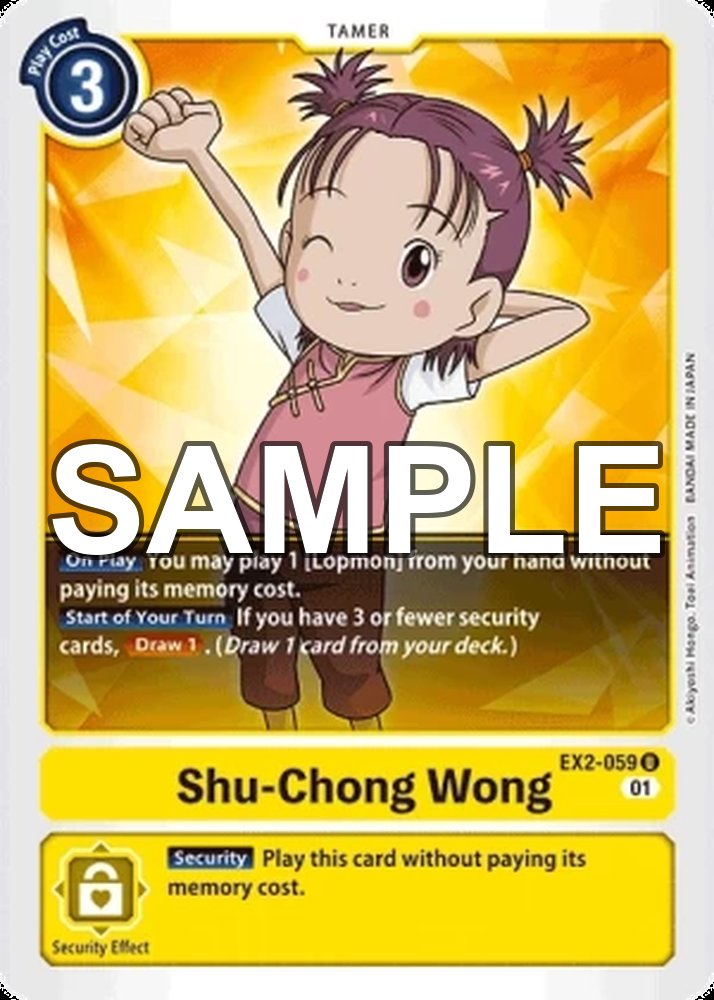 TAMER
Play Cost
3
SAMPLE
On Play You may play 1 [Lopmon] from your hand without
paying its memory cost.
Start of Your Turn If you have 3 or fewer security
cards, Draw 1. (Draw 1 card from your deck.)
© Akiyoshi Hongo, Toei Animation BANDAI MADE IN JAPAN
EX2-059 U
Shu-Chong Wong
01
Security Play this card without paying its
memory cost.
Security Effect